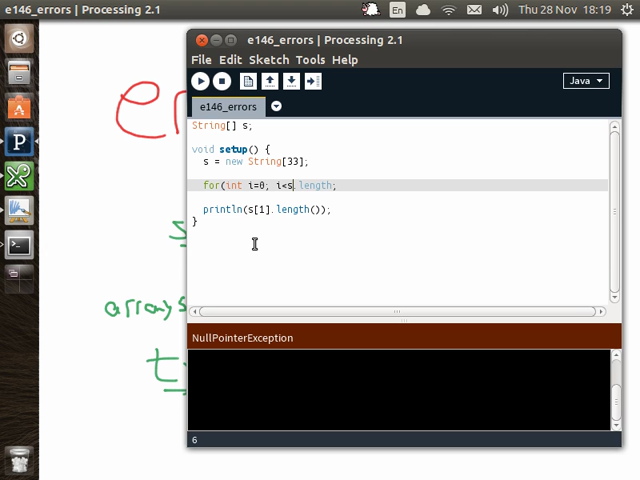 e146_errors | Processing 2.1
En
Thu 28 Nov 18:19
e146_errors | Processing 2.1
File Edit Sketch Tools Help
Java
e146_errors
String[] s;
void setup() {
s = new String[33];
for(int i=0; i<s.length;
println(s[1].length());
}
er
s
arrays
t
NullPointerException
6